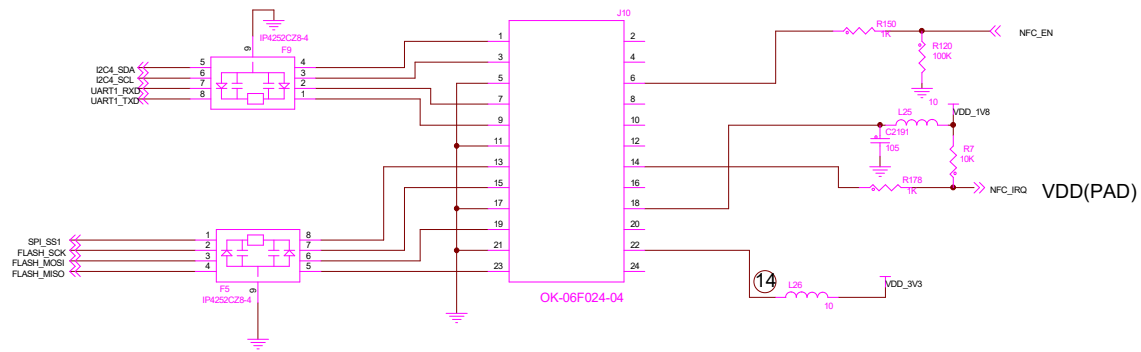 J10
IP4252CZ8-4
9
F9
I2C4_SDA 5 4
I2C4_SCL 6 3
UART1_RXD 7 2
UART1_TXD 8 1
1 2
3 4
5 6
7 8
9 10
11 12
13 14
15 16
17 18
19 20
21 22
23 24
OK-06F024-04
R150
1K
NFC_EN
R120
100K
L25
10
VDD_1V8
C2191
105
R7
10K
R178
1K
NFC_IRQ
VDD(PAD)
SPI_SS1 1 8
FLASH_SCK 2 7
FLASH_MOSI 3 6
FLASH_MISO 4 5
F5
9
IP4252CZ8-4
14
L26
10
VDD_3V3